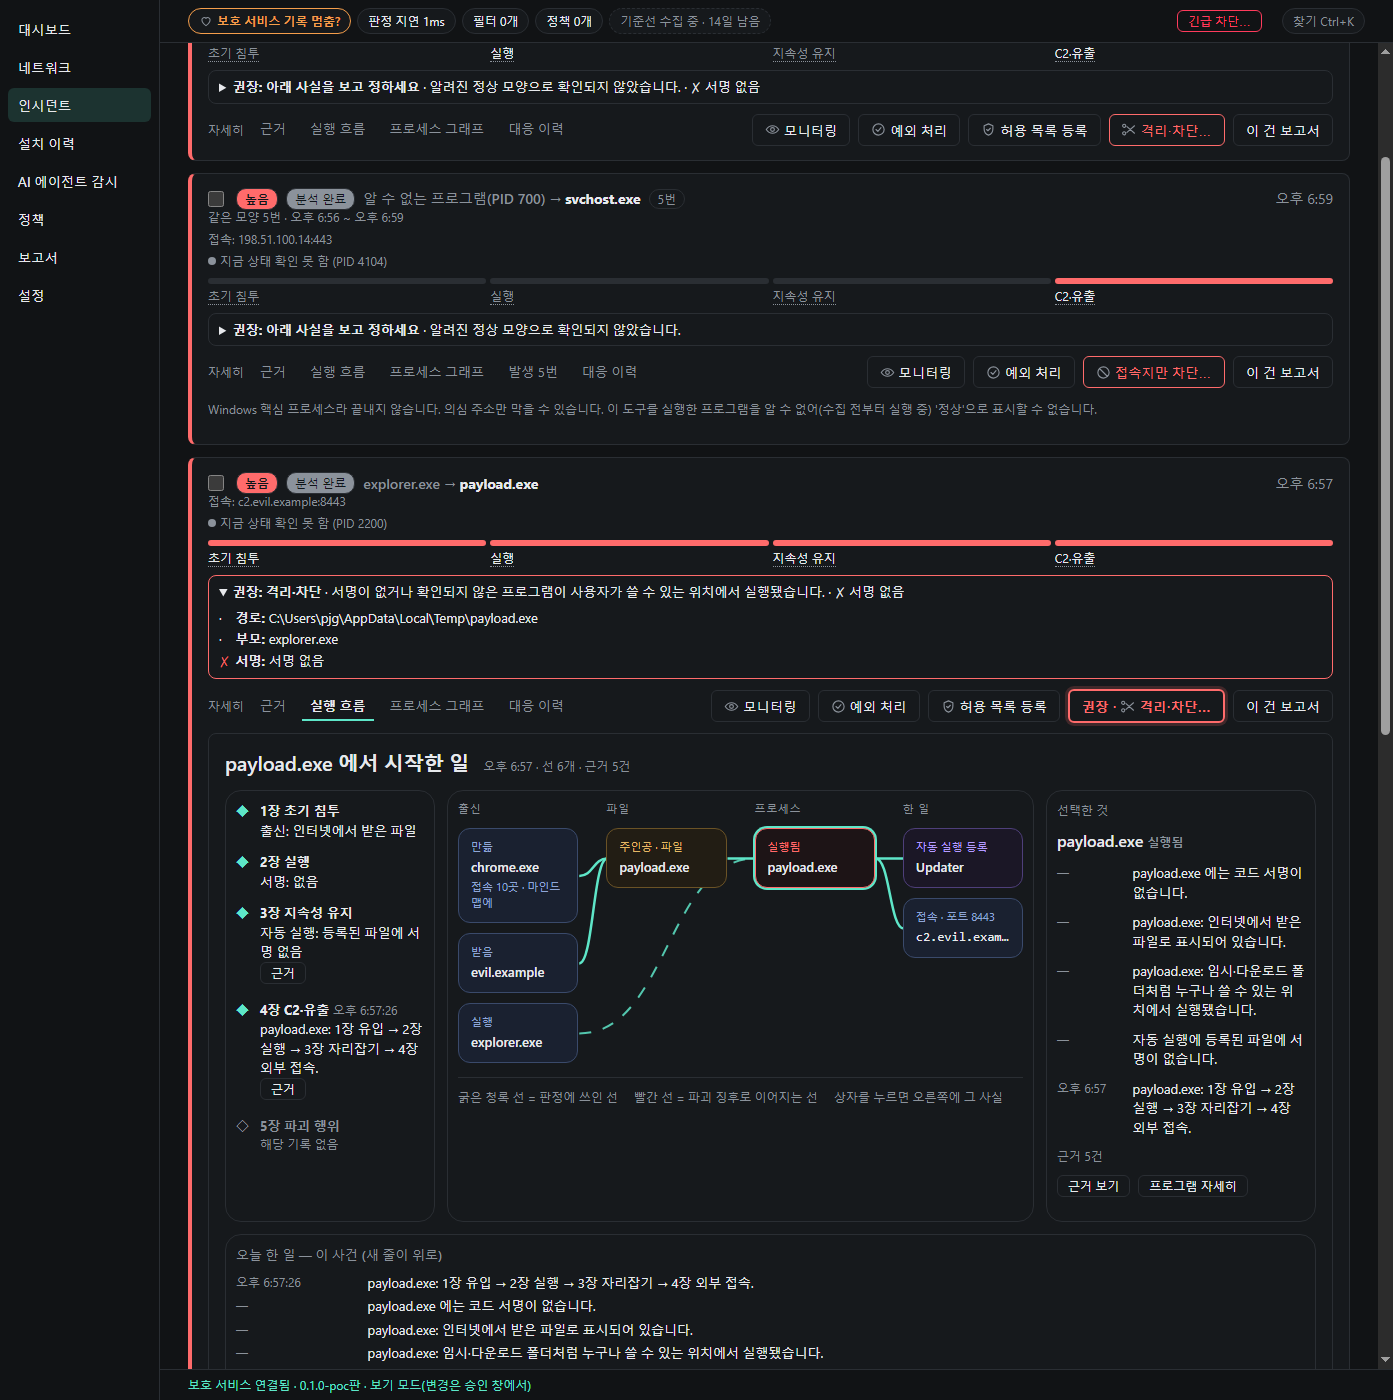 대시보드
네트워크
인시던트
설치 이력
AI 에이전트 감시
정책
보고서
설정
♡ 보호 서비스 기록 멈춤?
판정 지연 1ms
필터 0개
정책 0개
기준선 수집 중 · 14일 남음
긴급 차단...
찾기 Ctrl+K
초기 침투
실행
지속성 유지
C2·유출
▶ 권장: 아래 사실을 보고 정하세요 · 알려진 정상 모양으로 확인되지 않았습니다. · ✗ 서명 없음
자세히 근거 실행 흐름 프로세스 그래프 대응 이력
모니터링
예외 처리
허용 목록 등록
격리·차단...
이 건 보고서
높음 분석 완료 알 수 없는 프로그램(PID 700) → svchost.exe 5번
오후 6:59
같은 모양 5번 · 오후 6:56 ~ 오후 6:59
접속: 198.51.100.14:443
지금 상태 확인 못 함 (PID 4104)
초기 침투
실행
지속성 유지
C2·유출
▶ 권장: 아래 사실을 보고 정하세요 · 알려진 정상 모양으로 확인되지 않았습니다.
자세히 근거 실행 흐름 프로세스 그래프 발생 5번 대응 이력
모니터링
예외 처리
접속지만 차단...
이 건 보고서
Windows 핵심 프로세스라 끝내지 않습니다. 의심 주소만 막을 수 있습니다. 이 도구를 실행한 프로그램을 알 수 없어(수집 전부터 실행 중) '정상'으로 표시할 수 없습니다.
높음 분석 완료 explorer.exe → payload.exe
오후 6:57
접속: c2.evil.example:8443
지금 상태 확인 못 함 (PID 2200)
초기 침투
실행
지속성 유지
C2·유출
▼ 권장: 격리·차단 · 서명이 없거나 확인되지 않은 프로그램이 사용자가 쓸 수 있는 위치에서 실행됐습니다. · ✗ 서명 없음
· 경로: C:\Users\pjg\AppData\Local\Temp\payload.exe
· 부모: explorer.exe
✗ 서명: 서명 없음
자세히 근거 실행 흐름 프로세스 그래프 대응 이력
모니터링
예외 처리
허용 목록 등록
권장 · 격리·차단...
이 건 보고서
payload.exe 에서 시작한 일 오후 6:57 · 선 6개 · 근거 5건
1장 초기 침투
출신: 인터넷에서 받은 파일
2장 실행
서명: 없음
3장 지속성 유지
자동 실행: 등록된 파일에 서
명 없음
근거
4장 C2·유출 오후 6:57:26
payload.exe: 1장 유입 → 2장
실행 → 3장 자리잡기 → 4장
외부 접속.
근거
5장 파괴 행위
해당 기록 없음
출신
파일
프로세스
한 일
만듦
chrome.exe
접속 10곳 · 마인드
맵에
받음
evil.example
실행
explorer.exe
주인공 · 파일
payload.exe
실행됨
payload.exe
자동 실행 등록
Updater
접속 · 포트 8443
c2.evil.exam…
굵은 청록 선 = 판정에 쓰인 선 빨간 선 = 파괴 징후로 이어지는 선 상자를 누르면 오른쪽에 그 사실
선택한 것
payload.exe 실행됨
— payload.exe 에는 코드 서명이
없습니다.
— payload.exe: 인터넷에서 받은
파일로 표시되어 있습니다.
— payload.exe: 임시·다운로드 폴
더처럼 누구나 쓸 수 있는 위
치에서 실행됐습니다.
— 자동 실행에 등록된 파일에 서
명이 없습니다.
오후 6:57 payload.exe: 1장 유입 → 2장
실행 → 3장 자리잡기 → 4장
외부 접속.
근거 5건
근거 보기
프로그램 자세히
오늘 한 일 — 이 사건 (새 줄이 위로)
오후 6:57:26 payload.exe: 1장 유입 → 2장 실행 → 3장 자리잡기 → 4장 외부 접속.
— payload.exe 에는 코드 서명이 없습니다.
— payload.exe: 인터넷에서 받은 파일로 표시되어 있습니다.
— payload.exe: 임시·다운로드 폴더처럼 누구나 쓸 수 있는 위치에서 실행됐습니다.
보호 서비스 연결됨 · 0.1.0-poc판 · 보기 모드(변경은 승인 창에서)